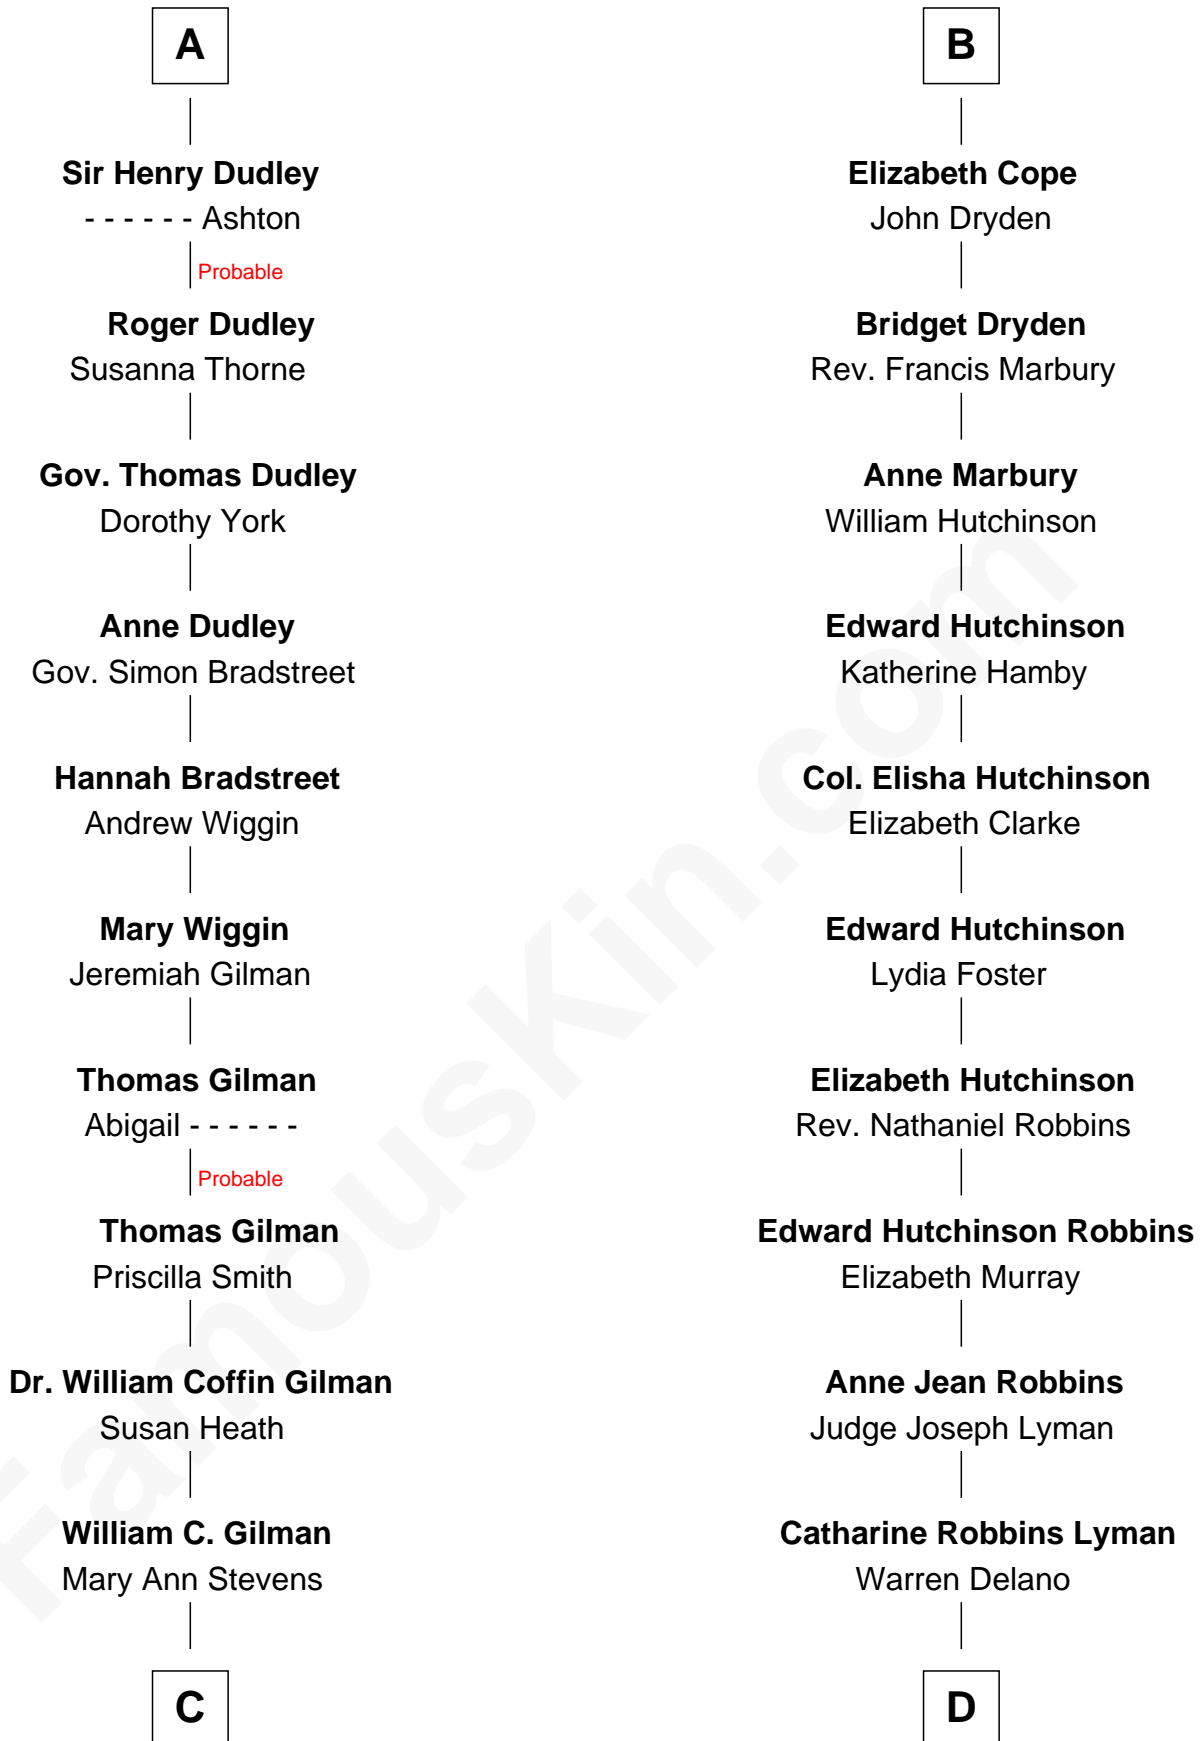 A
Sir Henry Dudley
- - - - - - Ashton
Probable
Roger Dudley
Susanna Thorne
Gov. Thomas Dudley
Dorothy York
Anne Dudley
Gov. Simon Bradstreet
Hannah Bradstreet
Andrew Wiggin
Mary Wiggin
Jeremiah Gilman
Thomas Gilman
Abigail - - - - - -
Probable
Thomas Gilman
Priscilla Smith
Dr. William Coffin Gilman
Susan Heath
William C. Gilman
Mary Ann Stevens
C
B
Elizabeth Cope
John Dryden
Bridget Dryden
Rev. Francis Marbury
Anne Marbury
William Hutchinson
Edward Hutchinson
Katherine Hamby
Col. Elisha Hutchinson
Elizabeth Clarke
Edward Hutchinson
Lydia Foster
Elizabeth Hutchinson
Rev. Nathaniel Robbins
Edward Hutchinson Robbins
Elizabeth Murray
Anne Jean Robbins
Judge Joseph Lyman
Catharine Robbins Lyman
Warren Delano
D
FamousKin.com